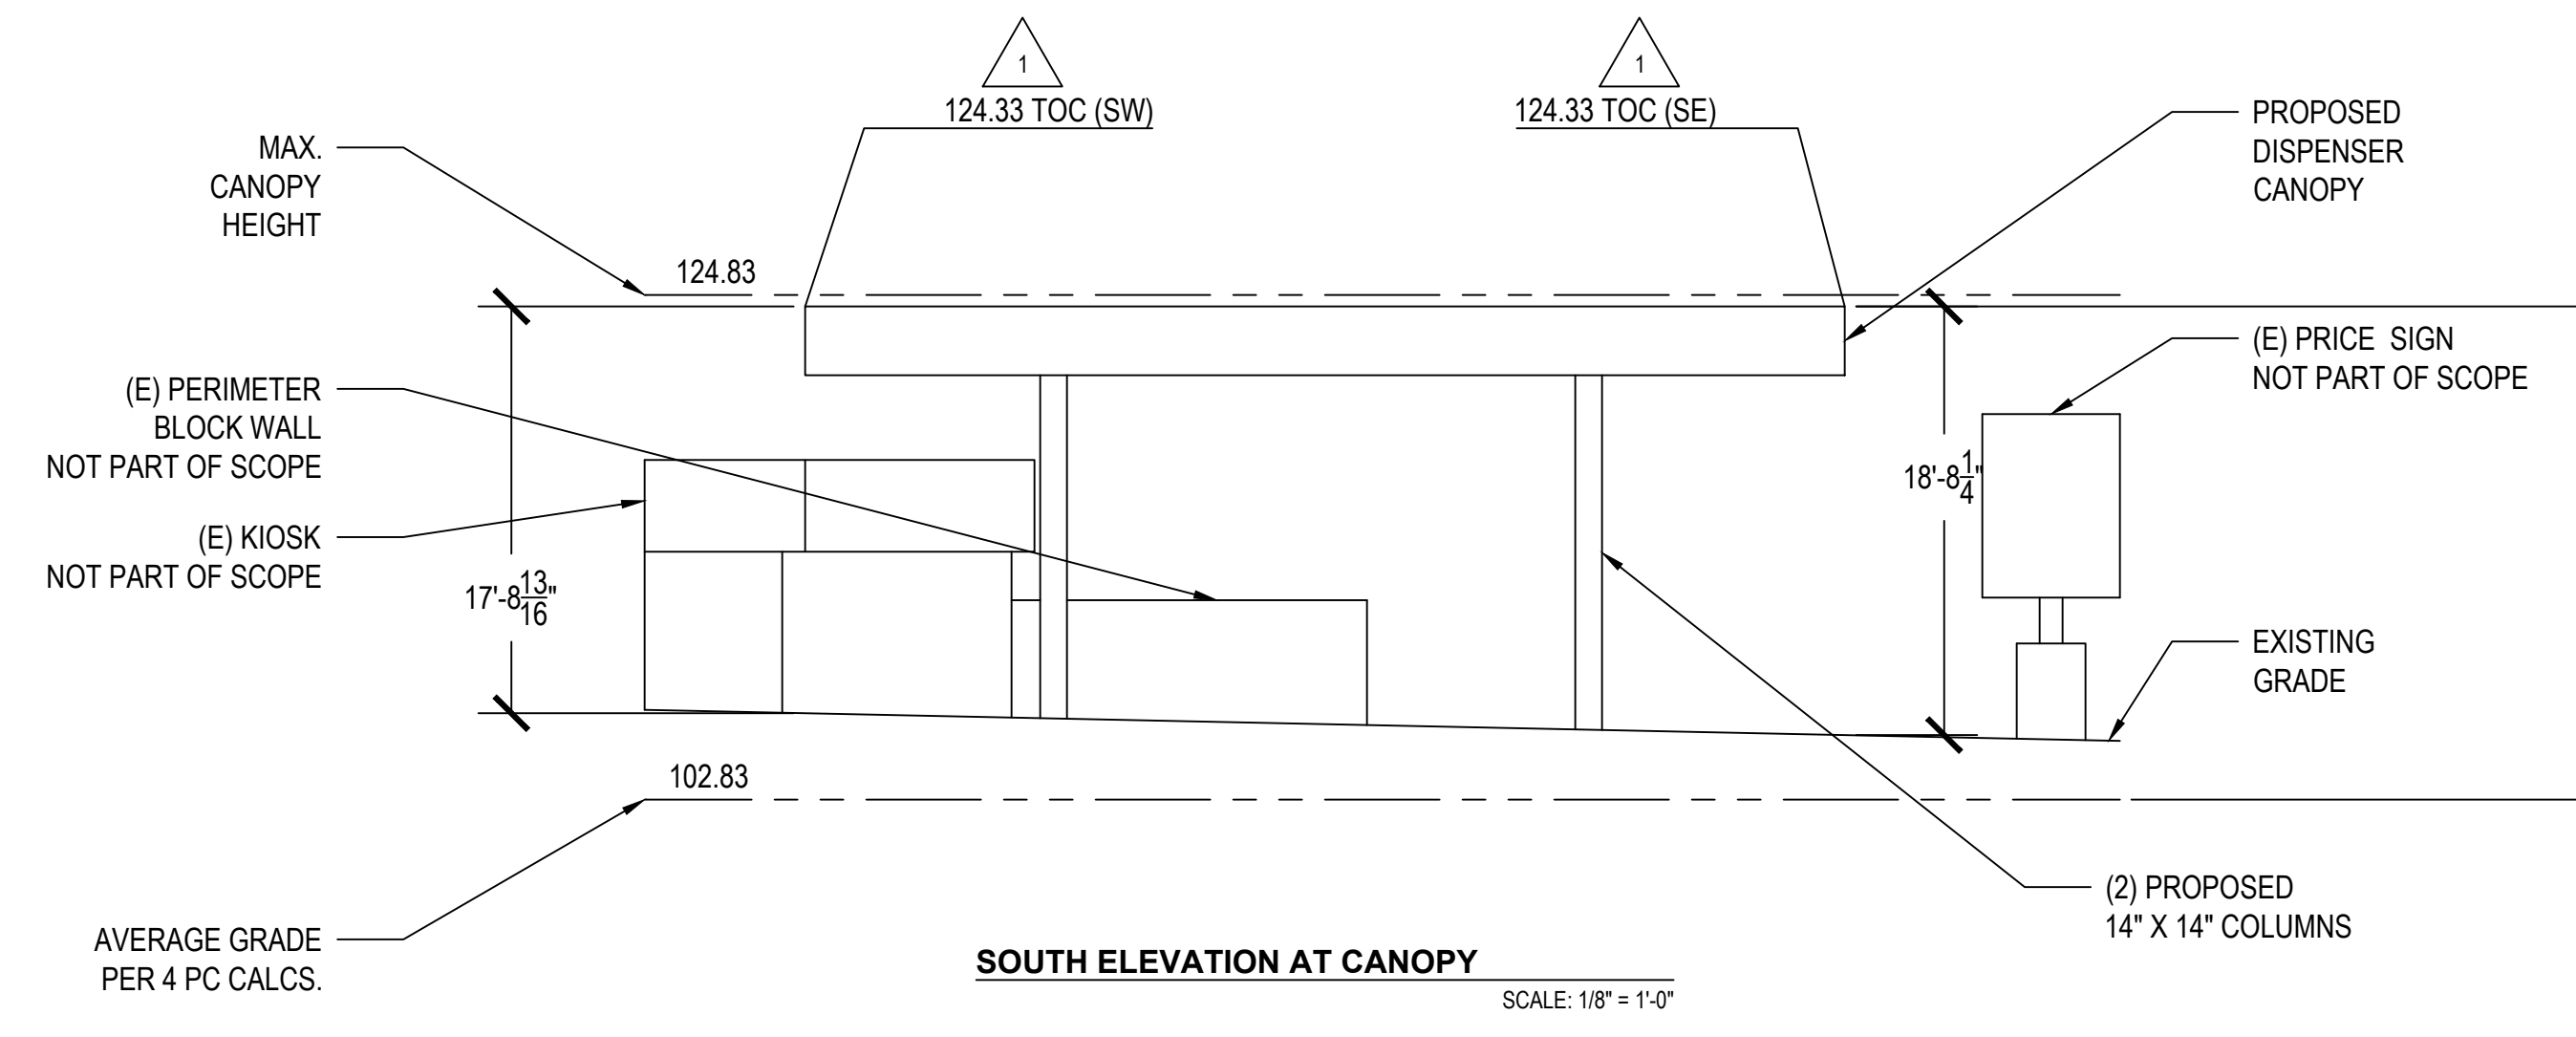 1
1
124.33 TOC (SW)
124.33 TOC (SE)
PROPOSED
DISPENSER
CANOPY
MAX.
CANOPY
HEIGHT
124.83
(E) PRICE SIGN
NOT PART OF SCOPE
(E) PERIMETER
BLOCK WALL
NOT PART OF SCOPE
18'-8 1/4"
(E) KIOSK
NOT PART OF SCOPE
17'-8 13/16"
EXISTING
GRADE
102.83
(2) PROPOSED
14" X 14" COLUMNS
AVERAGE GRADE
PER 4 PC CALCS.
SOUTH ELEVATION AT CANOPY
SCALE: 1/8" = 1'-0"